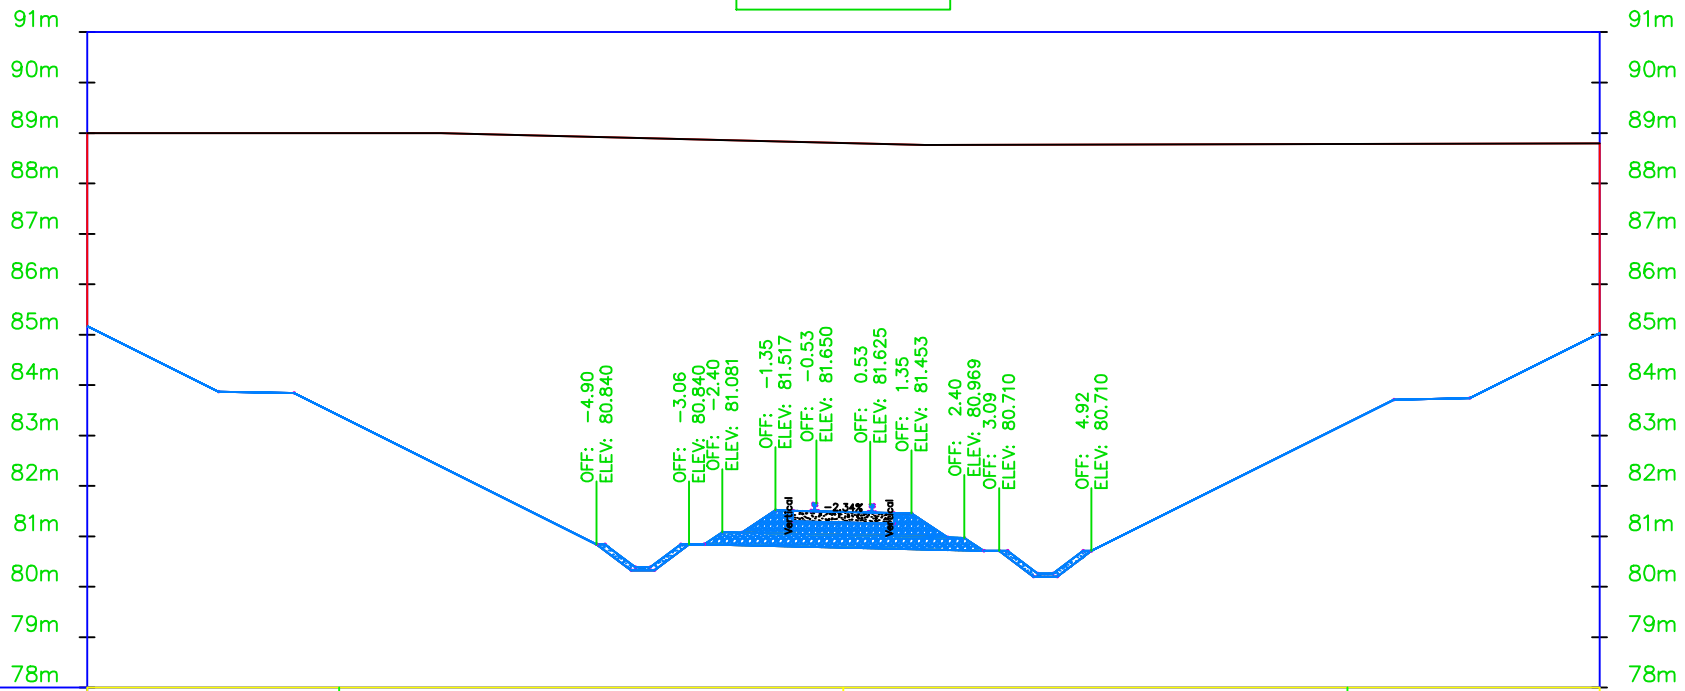 91m 91m
90m 90m
89m 89m
88m 88m
87m 87m
86m 86m
85m 85m
84m 84m
83m 83m
82m 82m
81m 81m
80m 80m
79m 79m
78m 78m
OFF: -4.90
ELEV: 80.840
OFF: -3.06
ELEV: 80.840
OFF: -2.40
ELEV: 81.081
OFF: -1.35
ELEV: 81.517
OFF: -0.53
ELEV: 81.650
OFF: 0.53
ELEV: 81.625
OFF: 1.35
ELEV: 81.453
OFF: 2.40
ELEV: 80.969
OFF: 3.09
ELEV: 80.710
OFF: 4.92
ELEV: 80.710
Vertical
-2.34%
Vertical